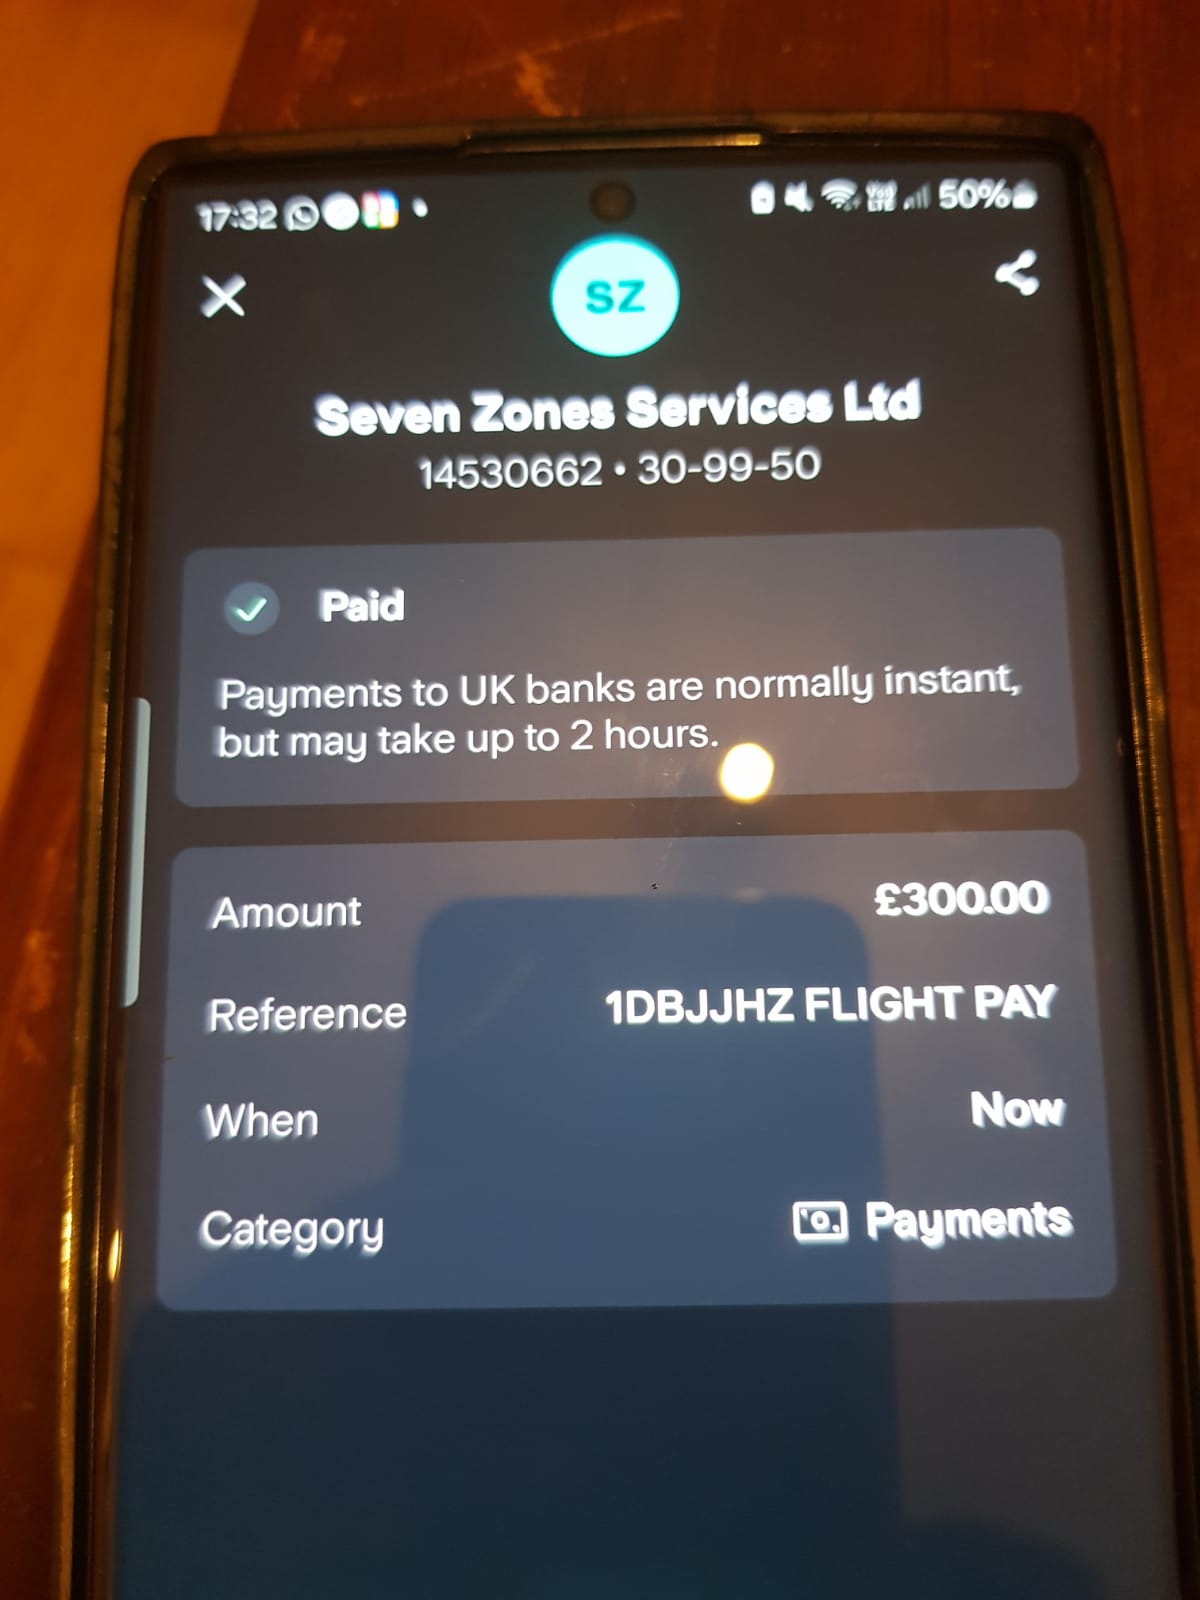 17:32
50%
SZ
Seven Zones Services Ltd
14530662 • 30-99-50
Paid
Payments to UK banks are normally instant,
but may take up to 2 hours.
Amount £300.00
Reference 1DBJJHZ FLIGHT PAY
When Now
Category Payments